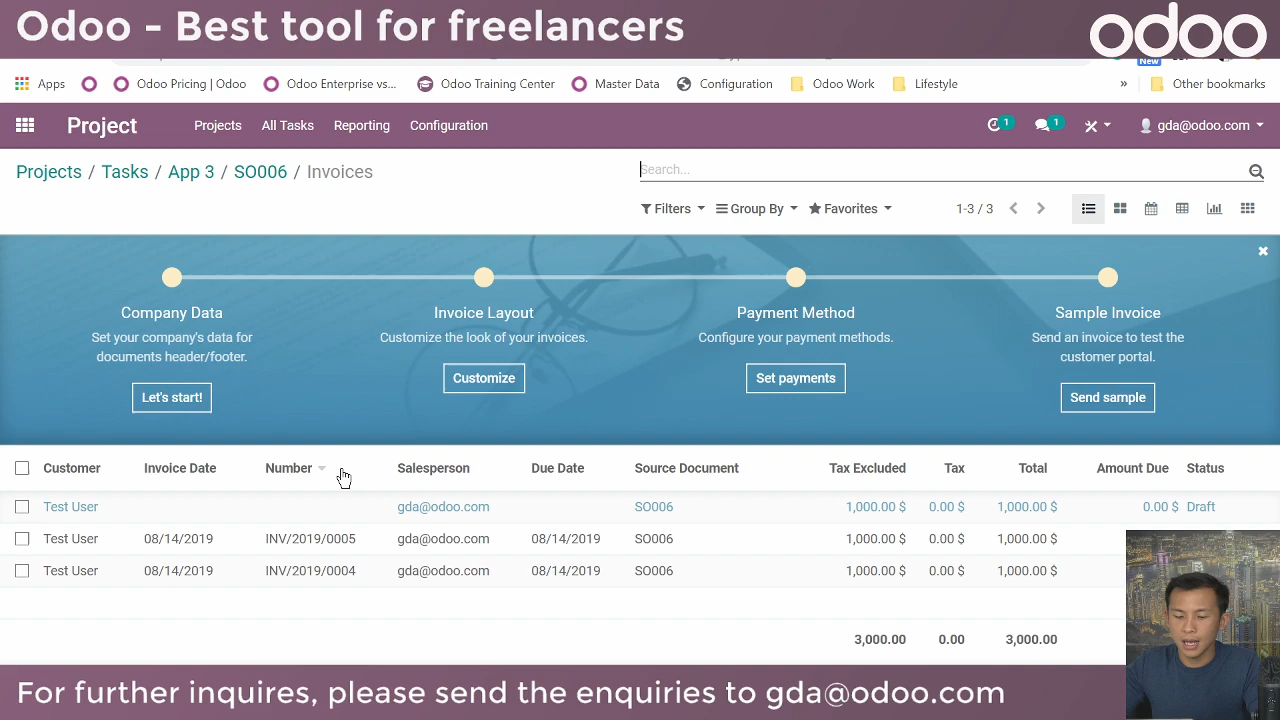 Odoo - Best tool for freelancers
odoo
New
Apps Odoo Pricing | Odoo Odoo Enterprise vs... Odoo Training Center Master Data Configuration Odoo Work Lifestyle » Other bookmarks
Project Projects All Tasks Reporting Configuration 1 1 gda@odoo.com
Projects / Tasks / App 3 / SO006 / Invoices Search...
Filters Group By Favorites 1-3 / 3
Company Data Invoice Layout Payment Method Sample Invoice
Set your company's data for Customize the look of your invoices. Configure your payment methods. Send an invoice to test the
documents header/footer. customer portal.
Let's start! Customize Set payments Send sample
Customer Invoice Date Number Salesperson Due Date Source Document Tax Excluded Tax Total Amount Due Status
Test User gda@odoo.com SO006 1,000.00 $ 0.00 $ 1,000.00 $ 0.00 $ Draft
Test User 08/14/2019 INV/2019/0005 gda@odoo.com 08/14/2019 SO006 1,000.00 $ 0.00 $ 1,000.00 $
Test User 08/14/2019 INV/2019/0004 gda@odoo.com 08/14/2019 SO006 1,000.00 $ 0.00 $ 1,000.00 $
3,000.00 0.00 3,000.00
For further inquires, please send the enquiries to gda@odoo.com